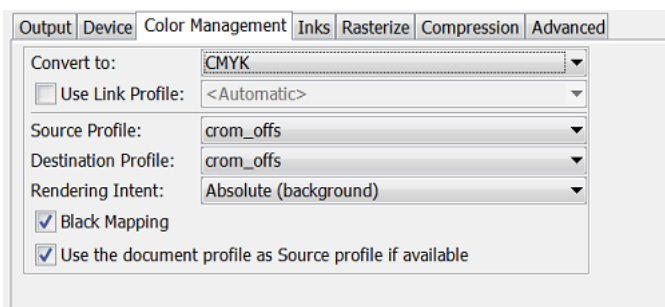 Output Device Color Management Inks Rasterize Compression Advanced
Convert to: CMYK
Use Link Profile: <Automatic>
Source Profile: crom_offs
Destination Profile: crom_offs
Rendering Intent: Absolute (background)
Black Mapping
Use the document profile as Source profile if available